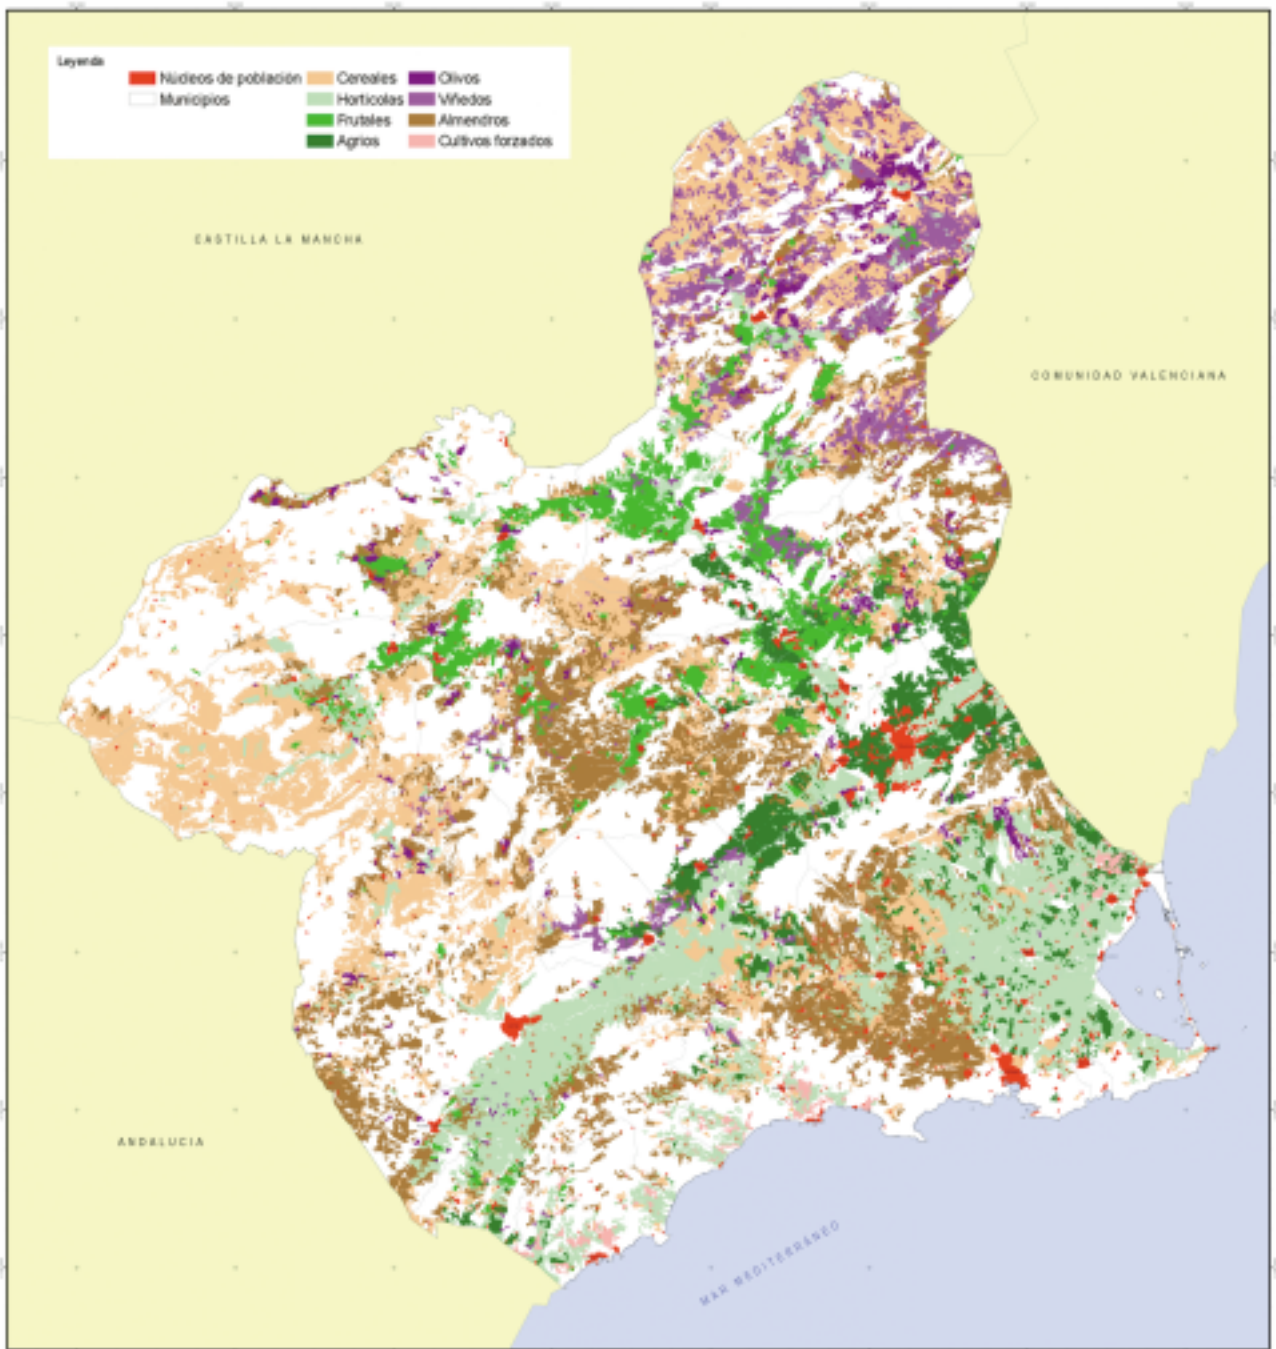 Leyenda
Núcleos de población
Cereales
Olivos
Municipios
Hortícolas
Viñedos
Frutales
Almendros
Agrios
Cultivos forzados
CASTILLA LA MANCHA
COMUNIDAD VALENCIANA
ANDALUCIA
MAR MEDITERRÁNEO